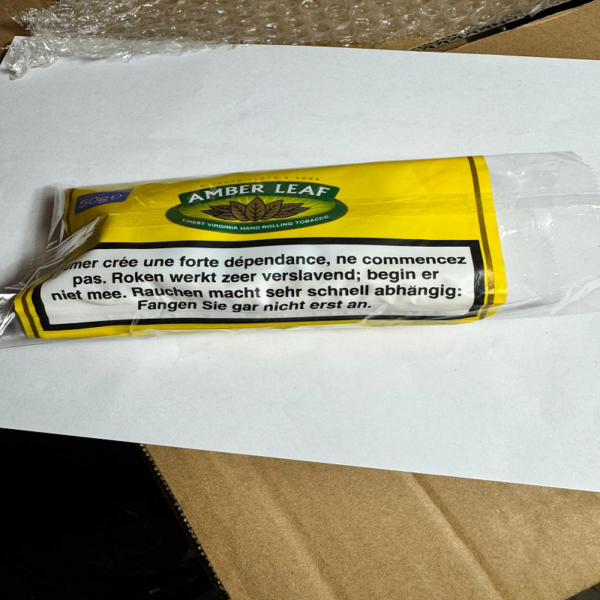 50g e
AMBER LEAF
FINEST VIRGINIA HAND ROLLING TOBACCO
crée une forte dépendance, ne commencez
pas. Roken werkt zeer verslavend; begin er
niet mee. Rauchen macht sehr schnell abhängig:
Fangen Sie gar nicht erst an.